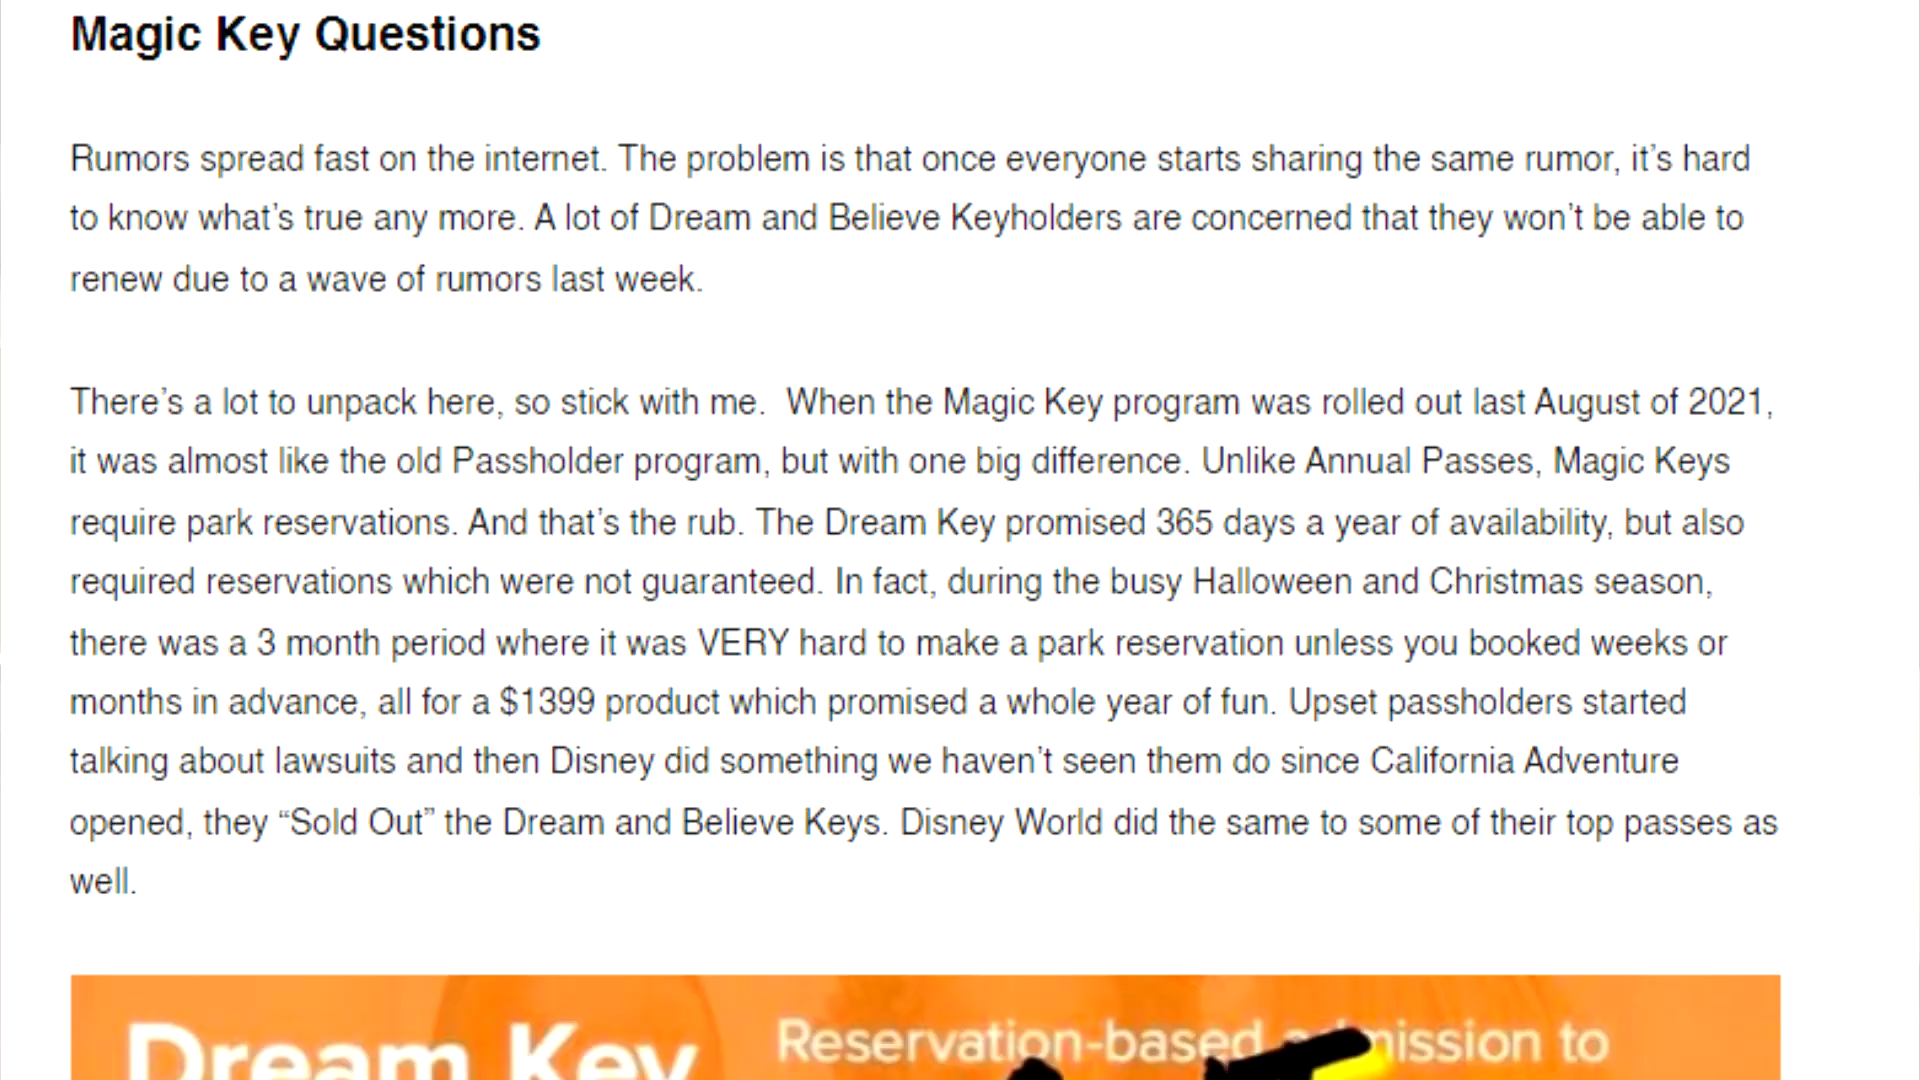 Magic Key Questions
Rumors spread fast on the internet. The problem is that once everyone starts sharing the same rumor, it’s hard
to know what’s true any more. A lot of Dream and Believe Keyholders are concerned that they won’t be able to
renew due to a wave of rumors last week.
There’s a lot to unpack here, so stick with me.  When the Magic Key program was rolled out last August of 2021,
it was almost like the old Passholder program, but with one big difference. Unlike Annual Passes, Magic Keys
require park reservations. And that’s the rub. The Dream Key promised 365 days a year of availability, but also
required reservations which were not guaranteed. In fact, during the busy Halloween and Christmas season,
there was a 3 month period where it was VERY hard to make a park reservation unless you booked weeks or
months in advance, all for a $1399 product which promised a whole year of fun. Upset passholders started
talking about lawsuits and then Disney did something we haven’t seen them do since California Adventure
opened, they “Sold Out” the Dream and Believe Keys. Disney World did the same to some of their top passes as
well.
Dream Key
Reservation-based to